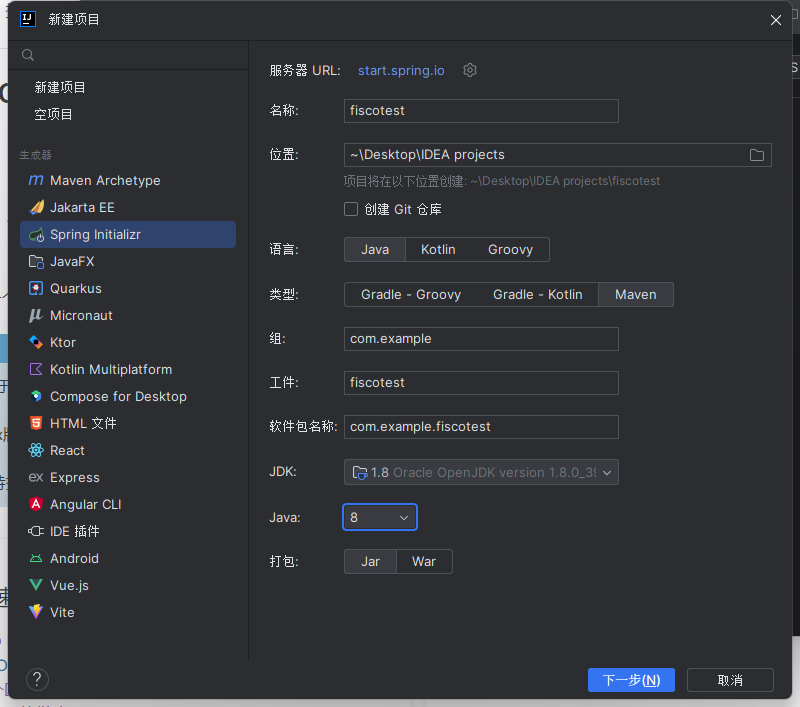 新建项目
新建项目
空项目
生成器
Maven Archetype
Jakarta EE
Spring Initializr
JavaFX
Quarkus
Micronaut
Ktor
Kotlin Multiplatform
Compose for Desktop
HTML 文件
React
Express
Angular CLI
IDE 插件
Android
Vue.js
Vite
服务器 URL: start.spring.io
名称: fiscotest
位置: ~\Desktop\IDEA projects
项目将在以下位置创建: ~\Desktop\IDEA projects\fiscotest
创建 Git 仓库
语言: Java Kotlin Groovy
类型: Gradle - Groovy Gradle - Kotlin Maven
组: com.example
工件: fiscotest
软件包名称: com.example.fiscotest
JDK: 1.8 Oracle OpenJDK version 1.8.0_39
Java: 8
打包: Jar War
? 下一步(N) 取消